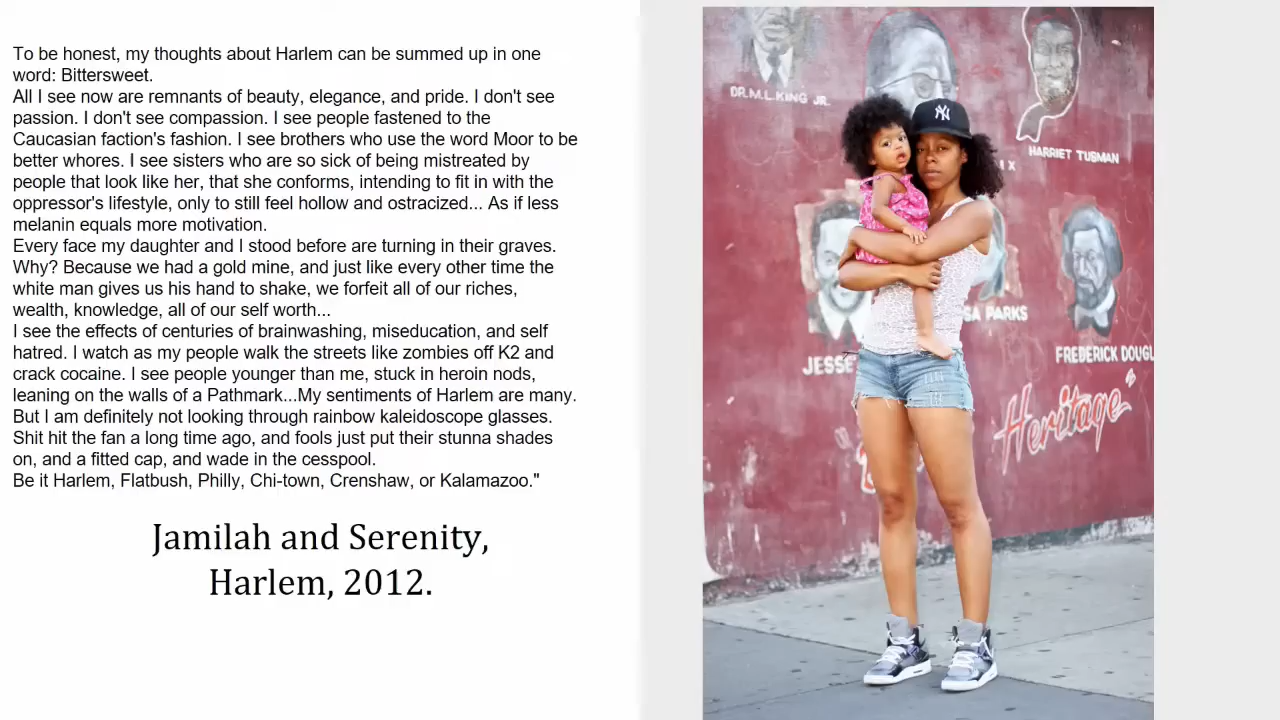 To be honest, my thoughts about Harlem can be summed up in one
word: Bittersweet.
All I see now are remnants of beauty, elegance, and pride. I don't see
passion. I don't see compassion. I see people fastened to the
Caucasian faction's fashion. I see brothers who use the word Moor to be
better whores. I see sisters who are so sick of being mistreated by
people that look like her, that she conforms, intending to fit in with the
oppressor's lifestyle, only to still feel hollow and ostracized... As if less
melanin equals more motivation.
Every face my daughter and I stood before are turning in their graves.
Why? Because we had a gold mine, and just like every other time the
white man gives us his hand to shake, we forfeit all of our riches,
wealth, knowledge, all of our self worth...
I see the effects of centuries of brainwashing, miseducation, and self
hatred. I watch as my people walk the streets like zombies off K2 and
crack cocaine. I see people younger than me, stuck in heroin nods,
leaning on the walls of a Pathmark...My sentiments of Harlem are many.
But I am definitely not looking through rainbow kaleidoscope glasses.
Shit hit the fan a long time ago, and fools just put their stunna shades
on, and a fitted cap, and wade in the cesspool.
Be it Harlem, Flatbush, Philly, Chi-town, Crenshaw, or Kalamazoo."
Jamilah and Serenity,
Harlem, 2012.
DR.M.L.KING JR.
NY
X
HARRIET TUBMAN
SA PARKS
JESSE
FREDERICK DOUGL
Heritage